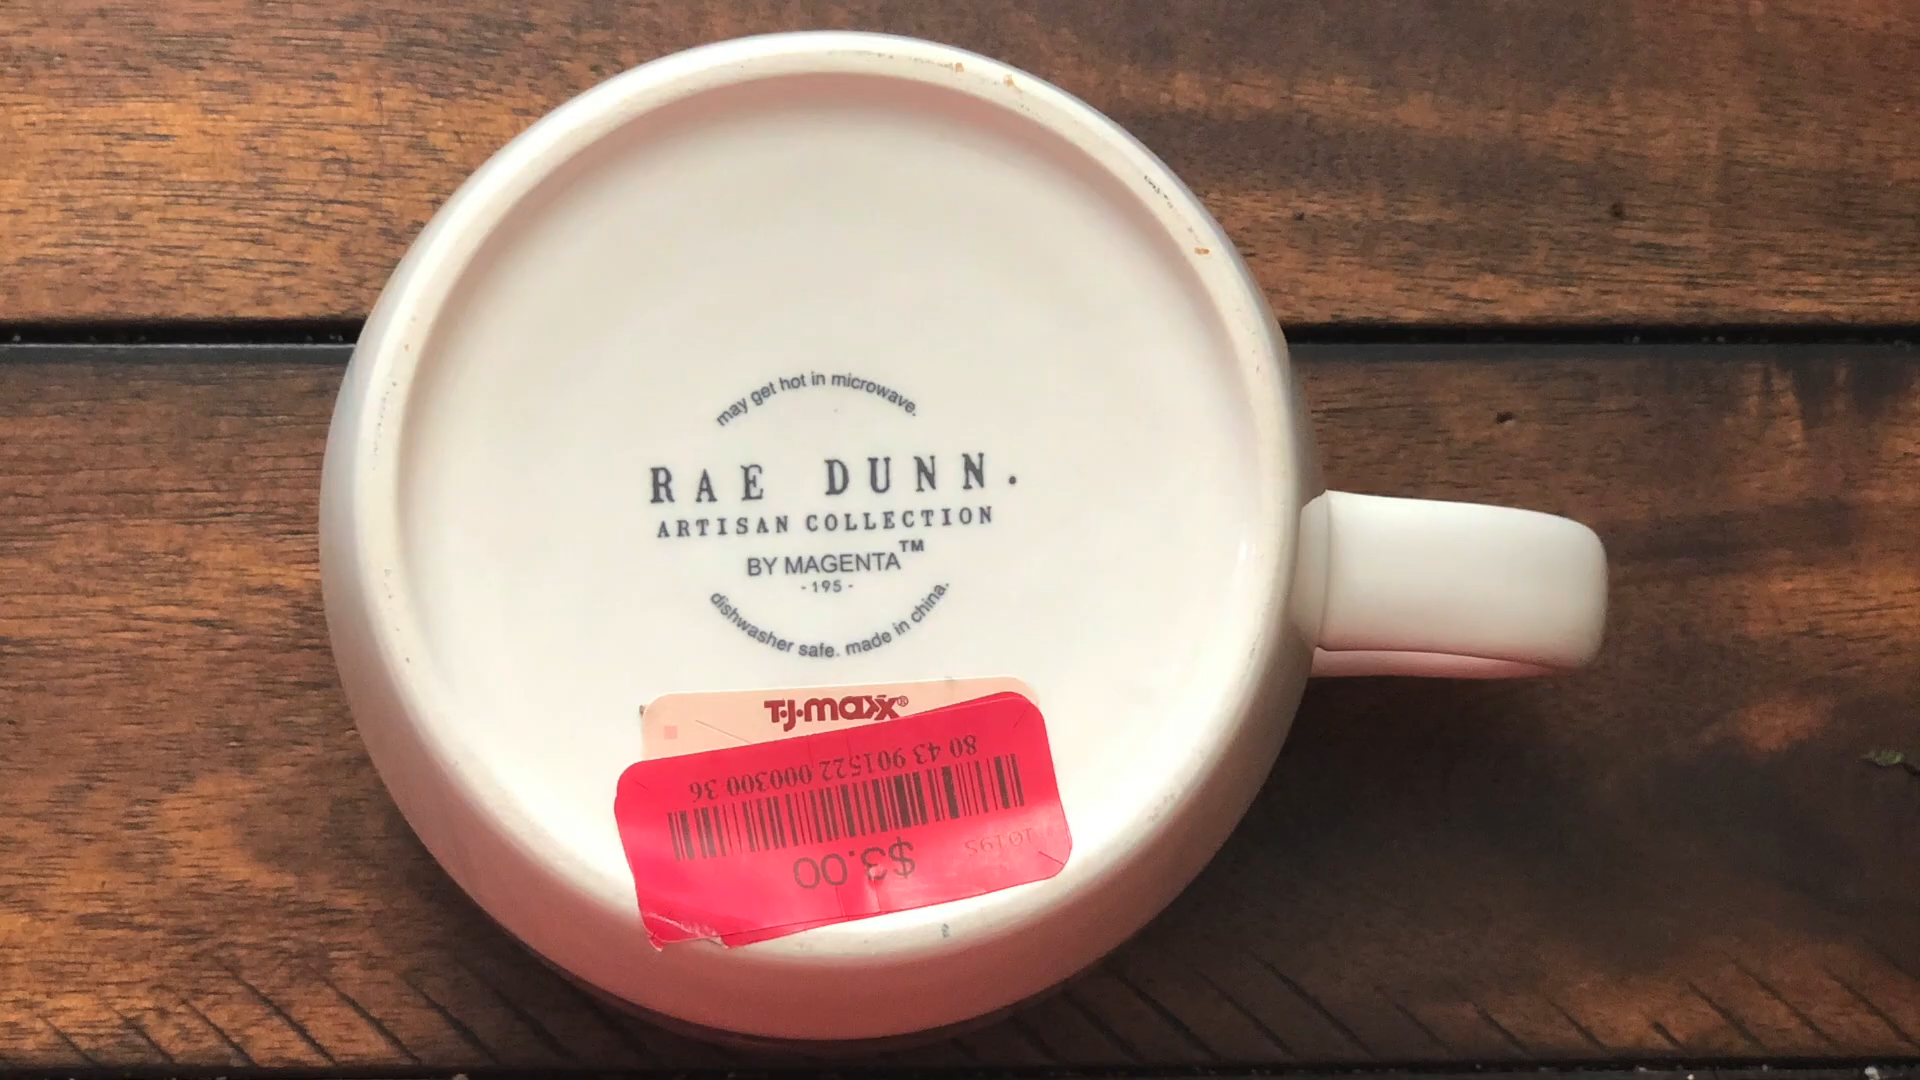 may get hot in microwave.
RAE DUNN.
ARTISAN COLLECTION
BY MAGENTA™
- 195 -
dishwasher safe. made in china.
T·J·maxx®
80 43 901522 000300 36
10195
$3.00